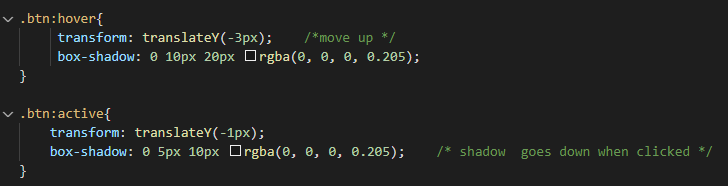 .btn:hover{
transform: translateY(-3px);    /*move up */
box-shadow: 0 10px 20px rgba(0, 0, 0, 0.205);
}
.btn:active{
transform: translateY(-1px);
box-shadow: 0 5px 10px rgba(0, 0, 0, 0.205);    /* shadow  goes down when clicked */
}